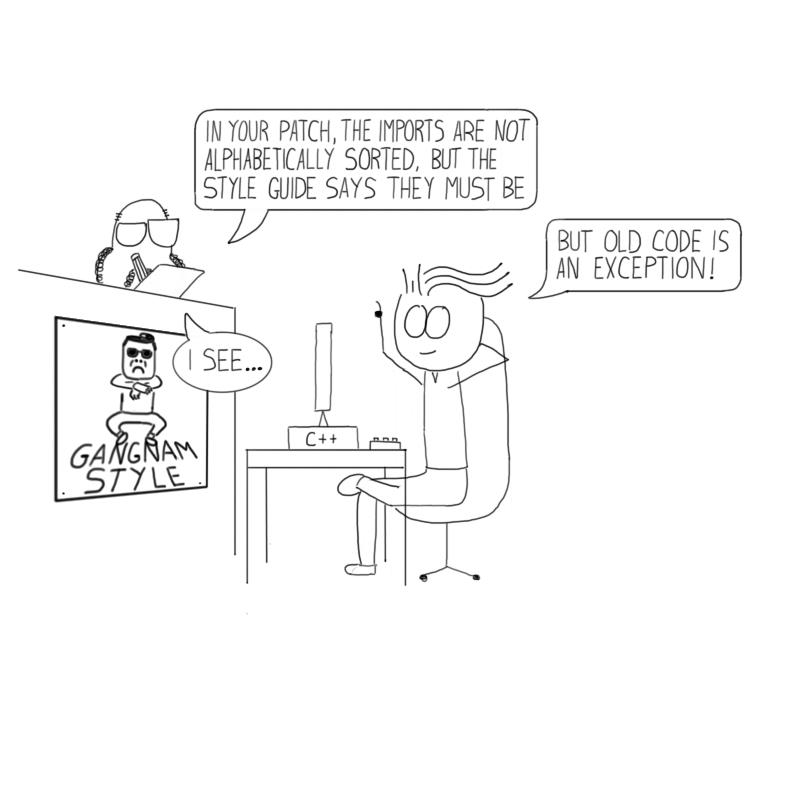 IN YOUR PATCH, THE IMPORTS ARE NOT
ALPHABETICALLY SORTED, BUT THE
STYLE GUIDE SAYS THEY MUST BE
BUT OLD CODE IS
AN EXCEPTION!
I SEE...
GANGNAM
STYLE
C++